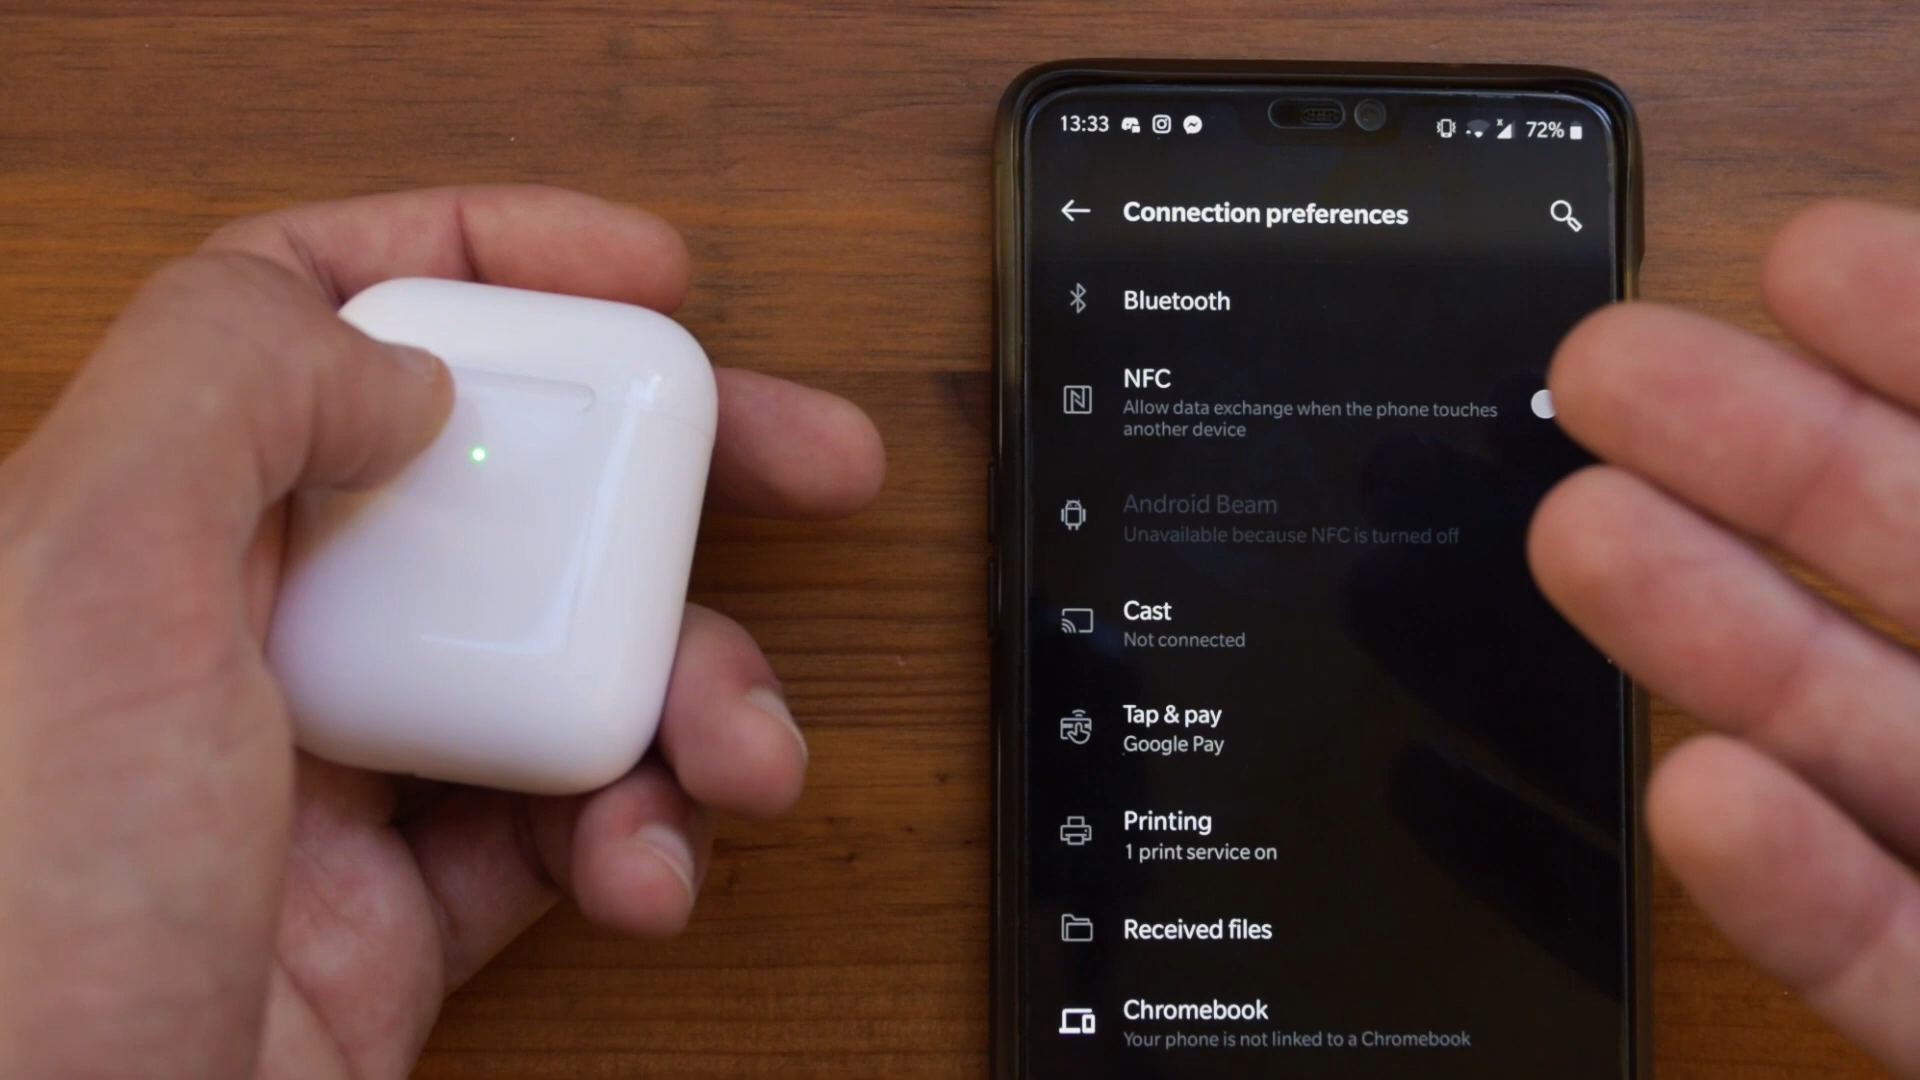 13:33
72%
Connection preferences
Bluetooth
NFC
Allow data exchange when the phone touches
another device
Android Beam
Unavailable because NFC is turned off
Cast
Not connected
Tap & pay
Google Pay
Printing
1 print service on
Received files
Chromebook
Your phone is not linked to a Chromebook